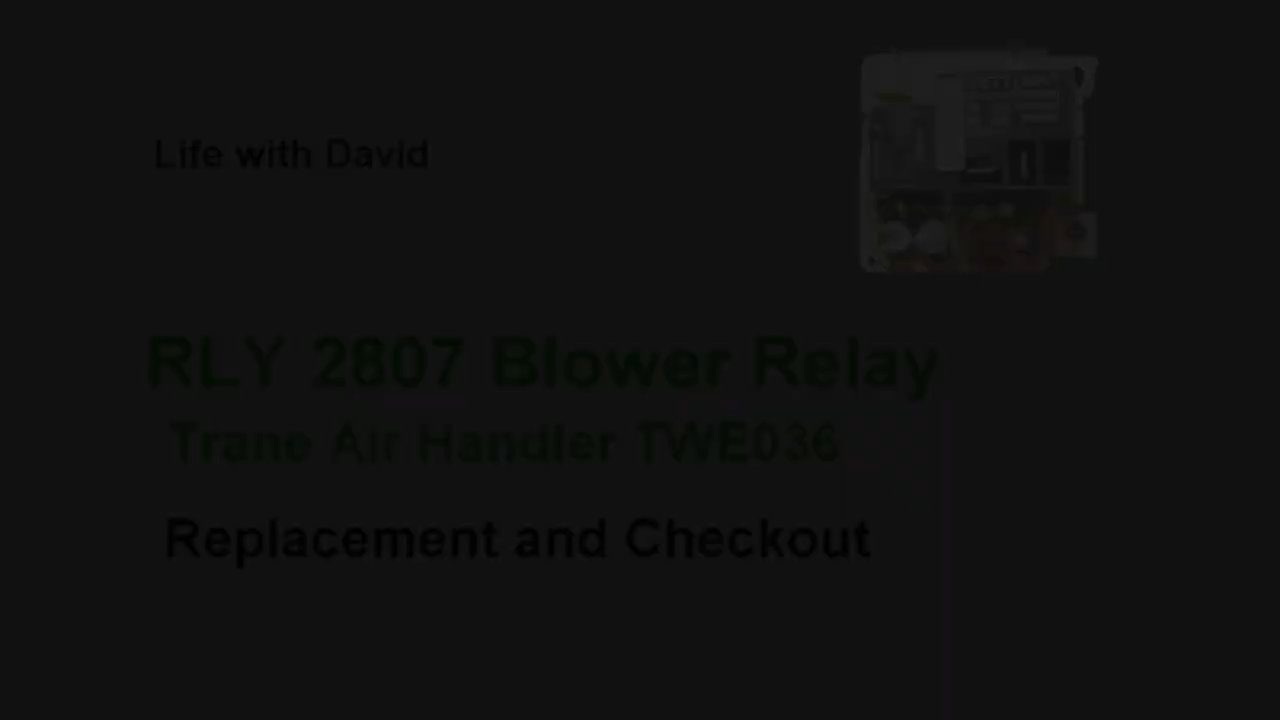 Life with David
RLY 2807 Blower Relay
Trane Air Handler TWE036
Replacement and Checkout